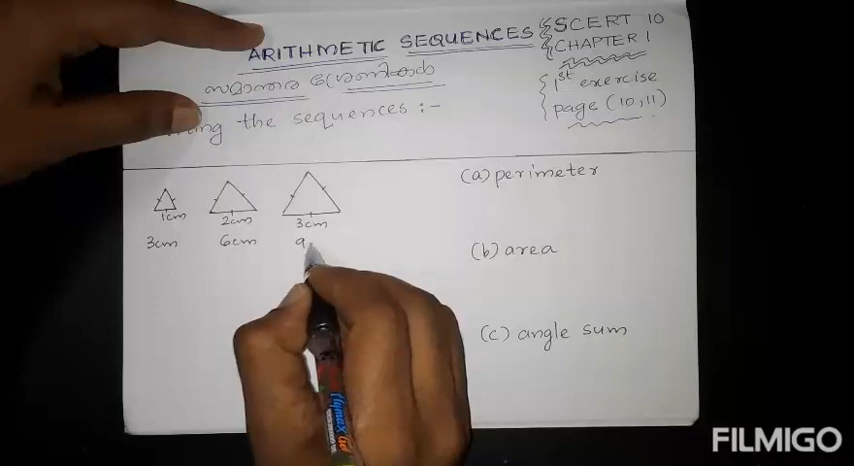 ARITHMETIC SEQUENCES
സമാന്തര ശ്രേണികൾ
the sequences :-
SCERT 10
CHAPTER 1
1st exercise
page (10,11)
1cm
2cm
3cm
3cm
6cm
9
(a) perimeter
(b) area
(c) angle sum
FILMIGO